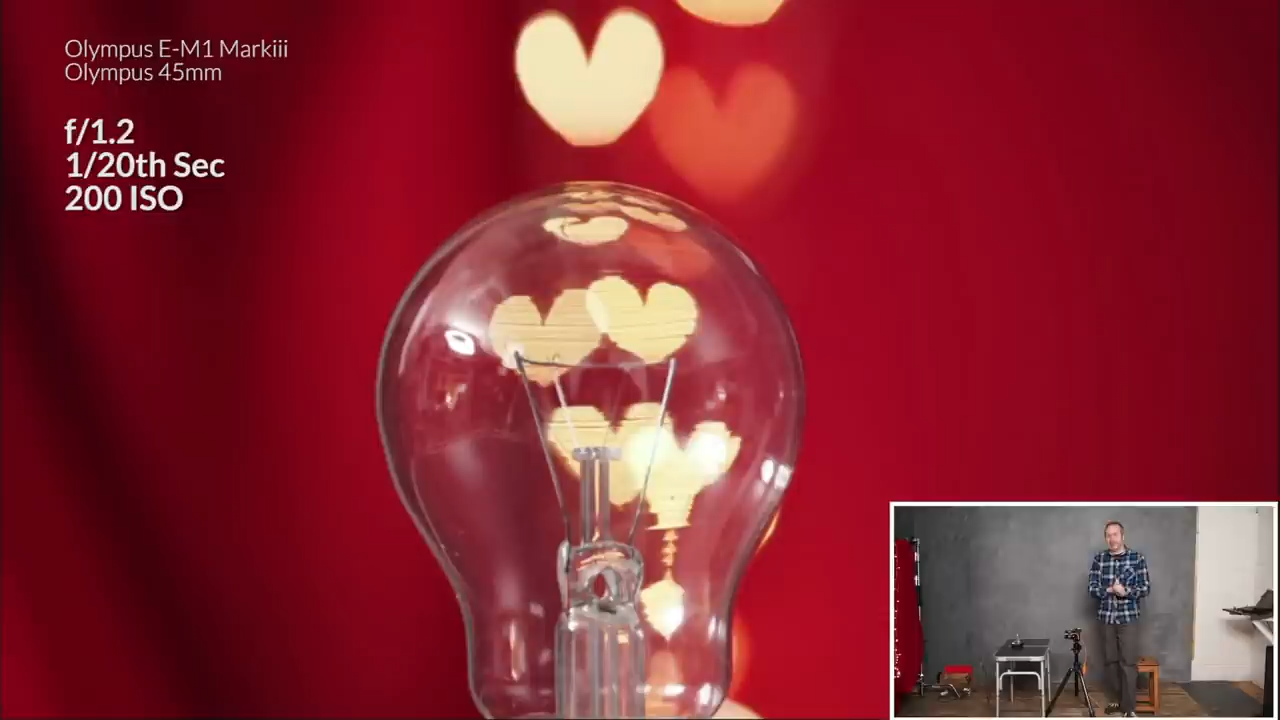 Olympus E-M1 Markiii
Olympus 45mm
f/1.2
1/20th Sec
200 ISO